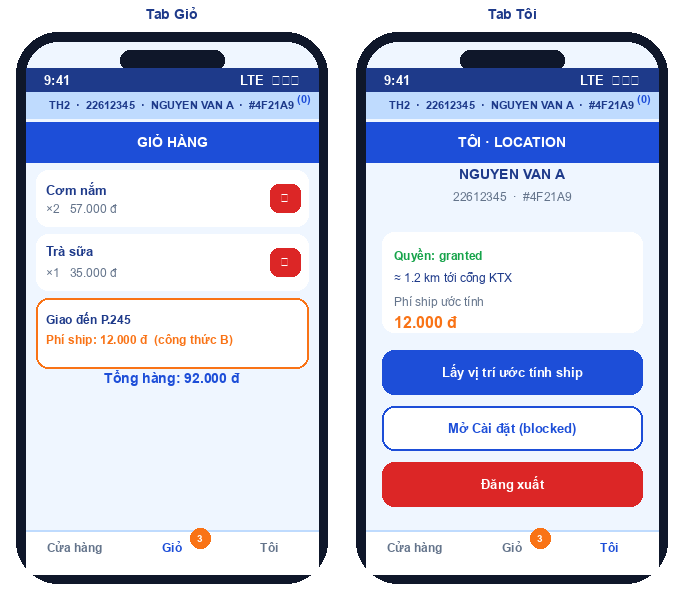 Tab Giỏ
9:41
LTE
TH2 · 22612345 · NGUYEN VAN A · #4F21A9 (0)
GIỎ HÀNG
Cơm nắm
×2 57.000 đ
Trà sữa
×1 35.000 đ
Giao đến P.245
Phí ship: 12.000 đ (công thức B)
Tổng hàng: 92.000 đ
Cửa hàng
Giỏ
3
Tôi
Tab Tôi
9:41
LTE
TH2 · 22612345 · NGUYEN VAN A · #4F21A9 (0)
TÔI · LOCATION
NGUYEN VAN A
22612345 · #4F21A9
Quyền: granted
≈ 1.2 km tới cổng KTX
Phí ship ước tính
12.000 đ
Lấy vị trí ước tính ship
Mở Cài đặt (blocked)
Đăng xuất
Cửa hàng
Giỏ
3
Tôi